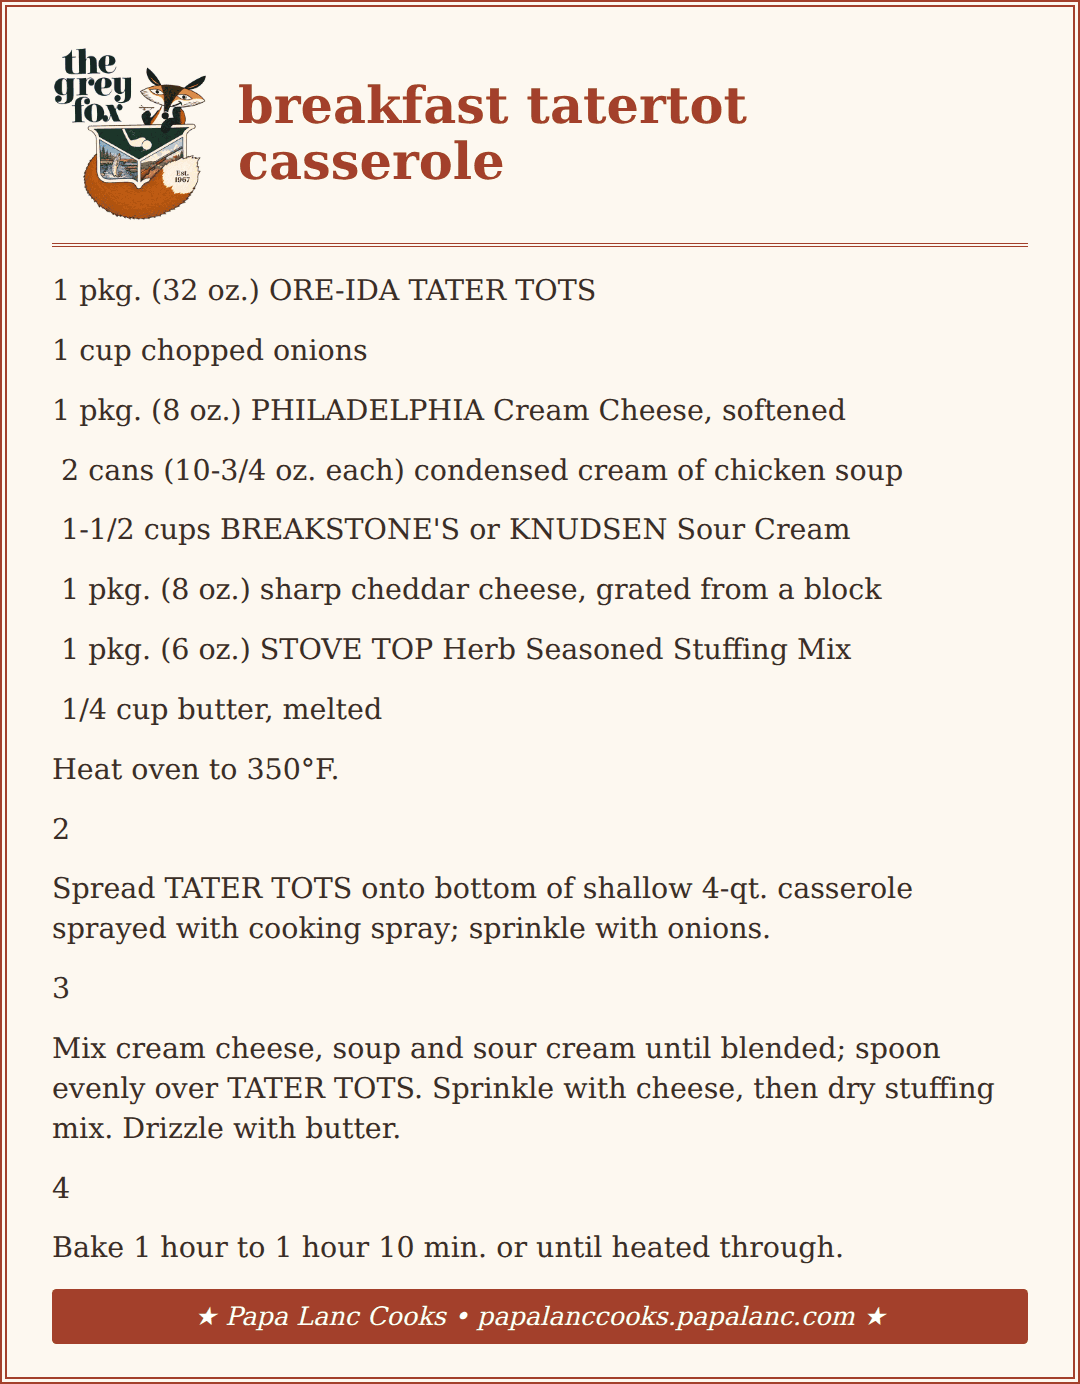 the
grey
fox
Est.
1967
breakfast tatertot
casserole
1 pkg. (32 oz.) ORE-IDA TATER TOTS
1 cup chopped onions
1 pkg. (8 oz.) PHILADELPHIA Cream Cheese, softened
2 cans (10-3/4 oz. each) condensed cream of chicken soup
1-1/2 cups BREAKSTONE'S or KNUDSEN Sour Cream
1 pkg. (8 oz.) sharp cheddar cheese, grated from a block
1 pkg. (6 oz.) STOVE TOP Herb Seasoned Stuffing Mix
1/4 cup butter, melted
Heat oven to 350°F.
2
Spread TATER TOTS onto bottom of shallow 4-qt. casserole
sprayed with cooking spray; sprinkle with onions.
3
Mix cream cheese, soup and sour cream until blended; spoon
evenly over TATER TOTS. Sprinkle with cheese, then dry stuffing
mix. Drizzle with butter.
4
Bake 1 hour to 1 hour 10 min. or until heated through.
★ Papa Lanc Cooks • papalanccooks.papalanc.com ★